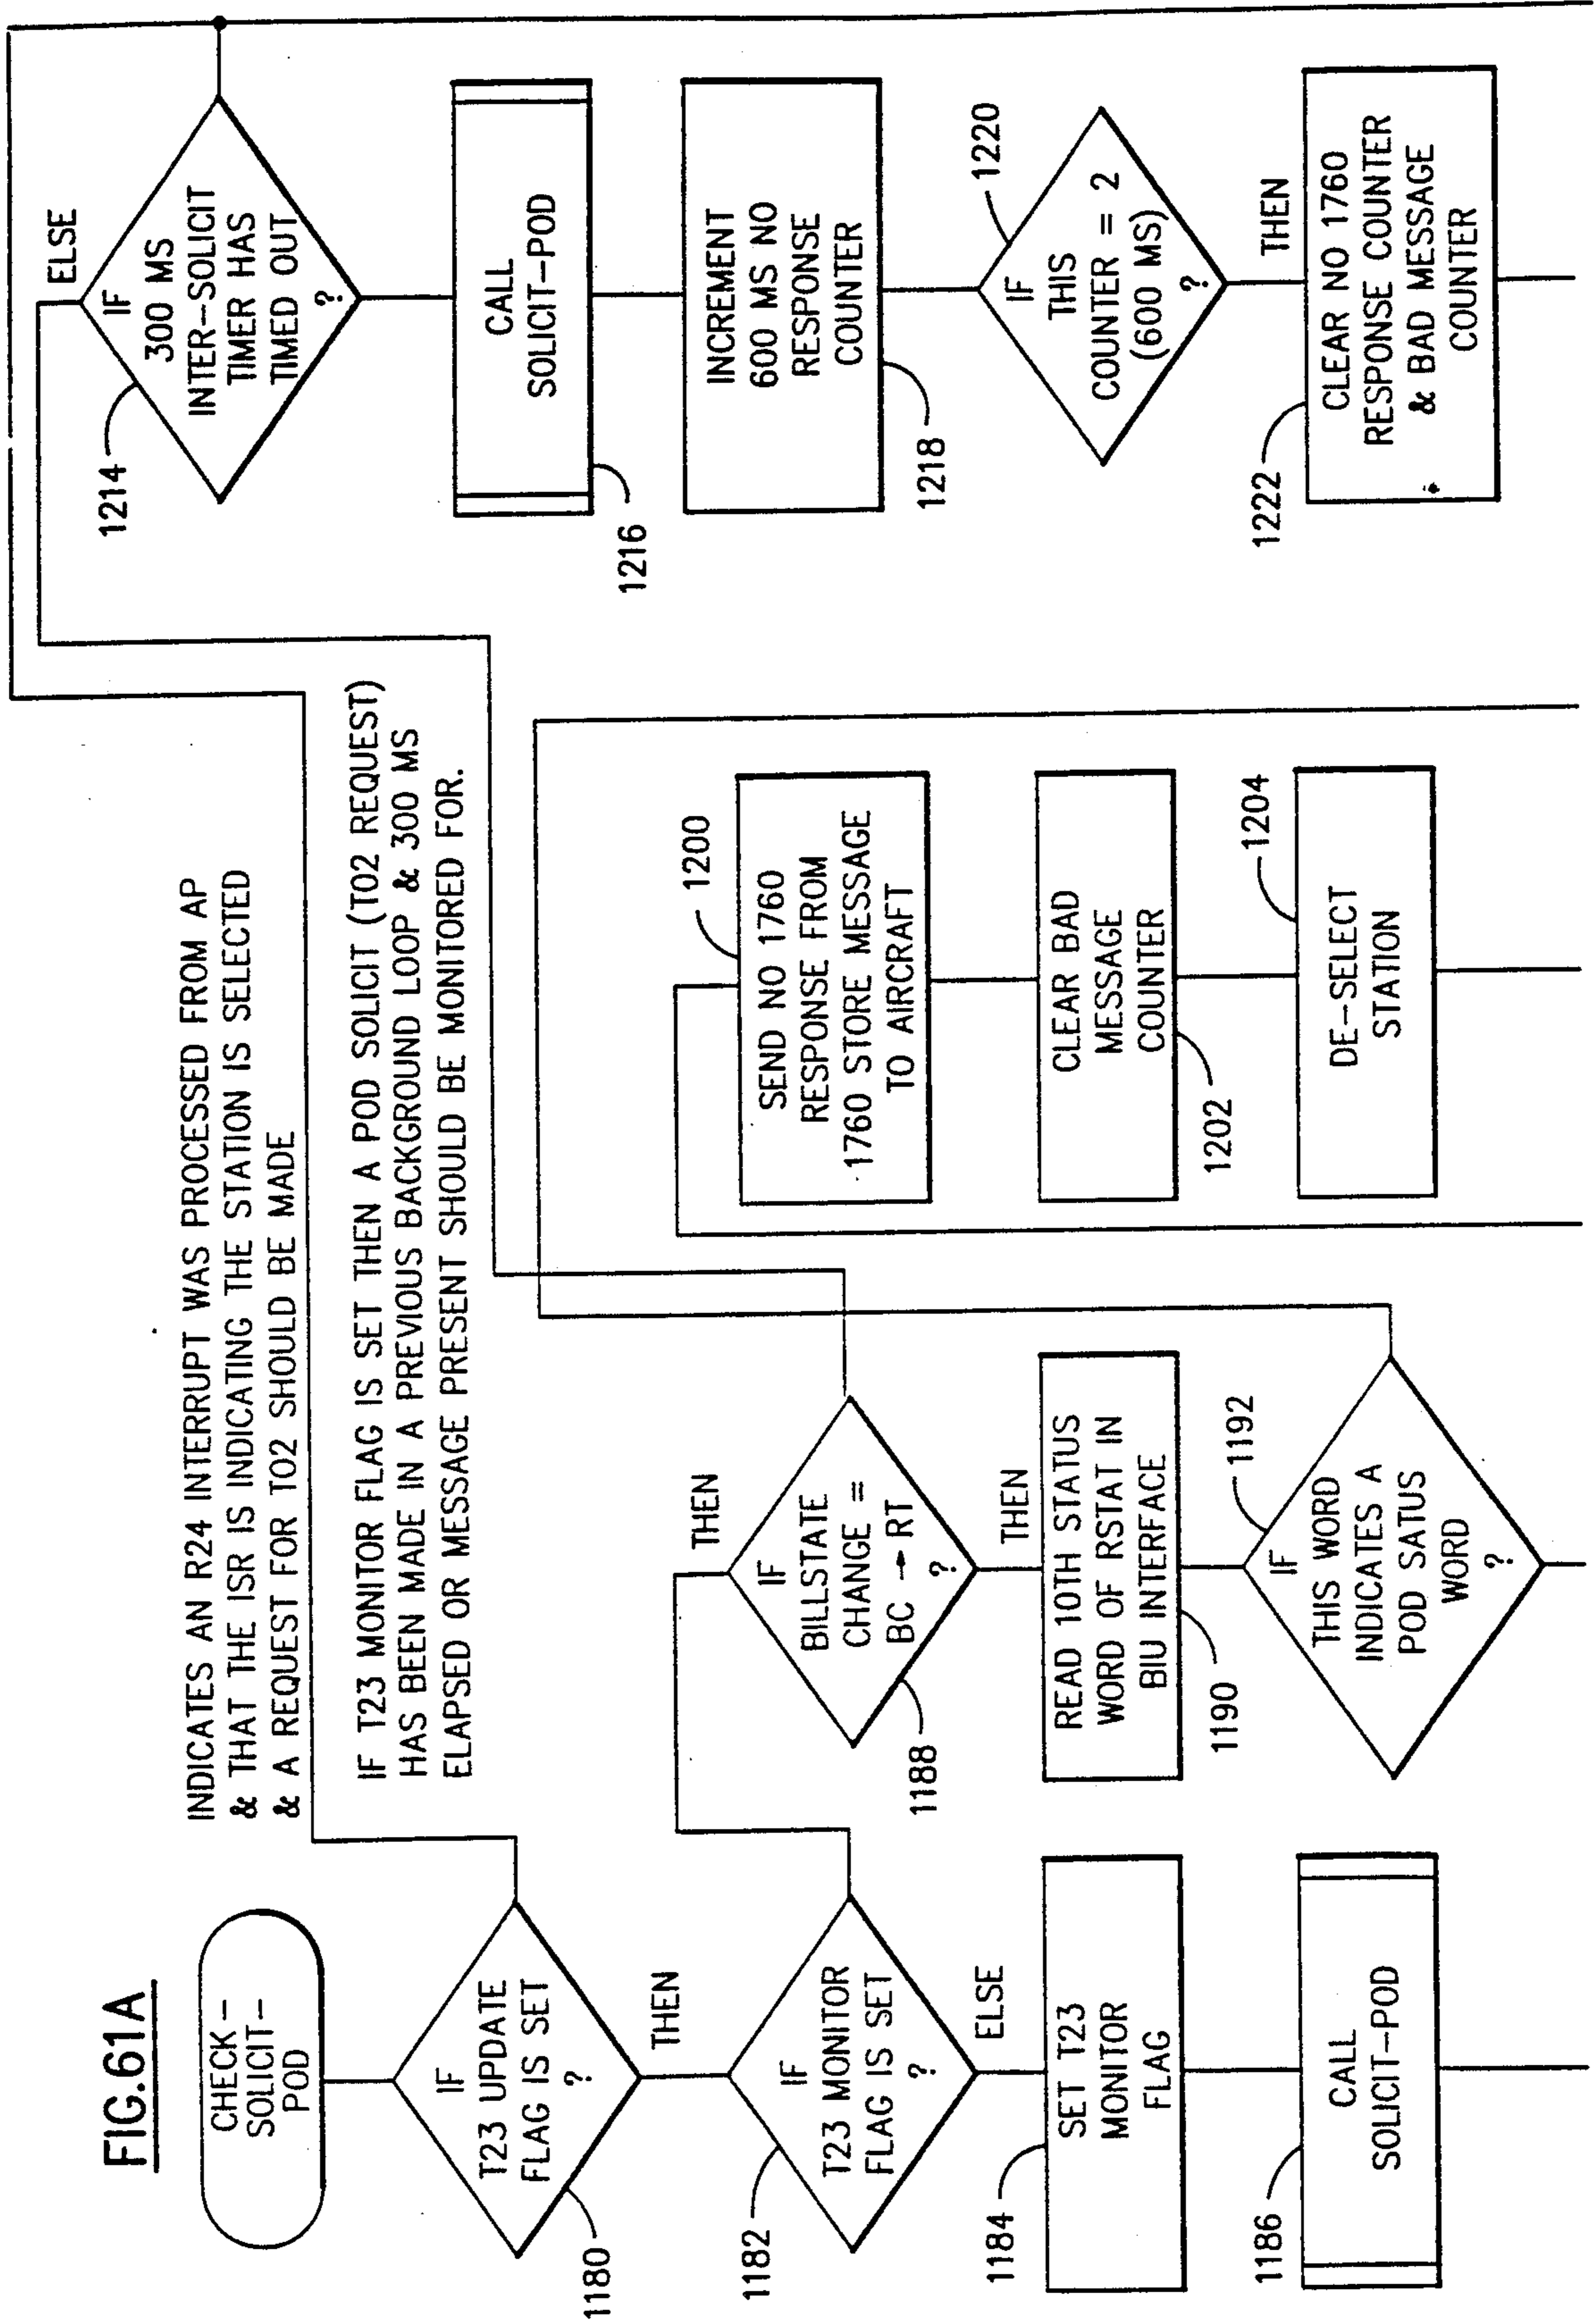 FIG.61A
CHECK-
SOLICIT-
POD
INDICATES AN R24 INTERRUPT WAS PROCESSED FROM AP
& THAT THE ISR IS INDICATING THE STATION IS SELECTED
& A REQUEST FOR TO2 SHOULD BE MADE
IF
T23 UPDATE
FLAG IS SET
?
1180
THEN
IF T23 MONITOR FLAG IS SET THEN A POD SOLICIT (TO2 REQUEST)
HAS BEEN MADE IN A PREVIOUS BACKGROUND LOOP & 300 MS
ELAPSED OR MESSAGE PRESENT SHOULD BE MONITORED FOR.
IF
T23 MONITOR
FLAG IS SET
?
1182
ELSE
SET T23
MONITOR
FLAG
1184
CALL
SOLICIT-POD
1186
THEN
IF
BILLSTATE
CHANGE =
BC → RT
?
1188
THEN
READ 10TH STATUS
WORD OF RSTAT IN
BIU INTERFACE
1190
IF
THIS WORD
INDICATES A
POD SATUS
WORD
?
1192
1200
SEND NO 1760
RESPONSE FROM
1760 STORE MESSAGE
TO AIRCRAFT
CLEAR BAD
MESSAGE
COUNTER
1202
1204
DE-SELECT
STATION
ELSE
1214
IF
300 MS
INTER-SOLICIT
TIMER HAS
TIMED OUT
?
CALL
SOLICIT-POD
1216
INCREMENT
600 MS NO
RESPONSE
COUNTER
1218
1220
IF
THIS
COUNTER = 2
(600 MS)
?
THEN
1222
CLEAR NO 1760
RESPONSE COUNTER
& BAD MESSAGE
COUNTER